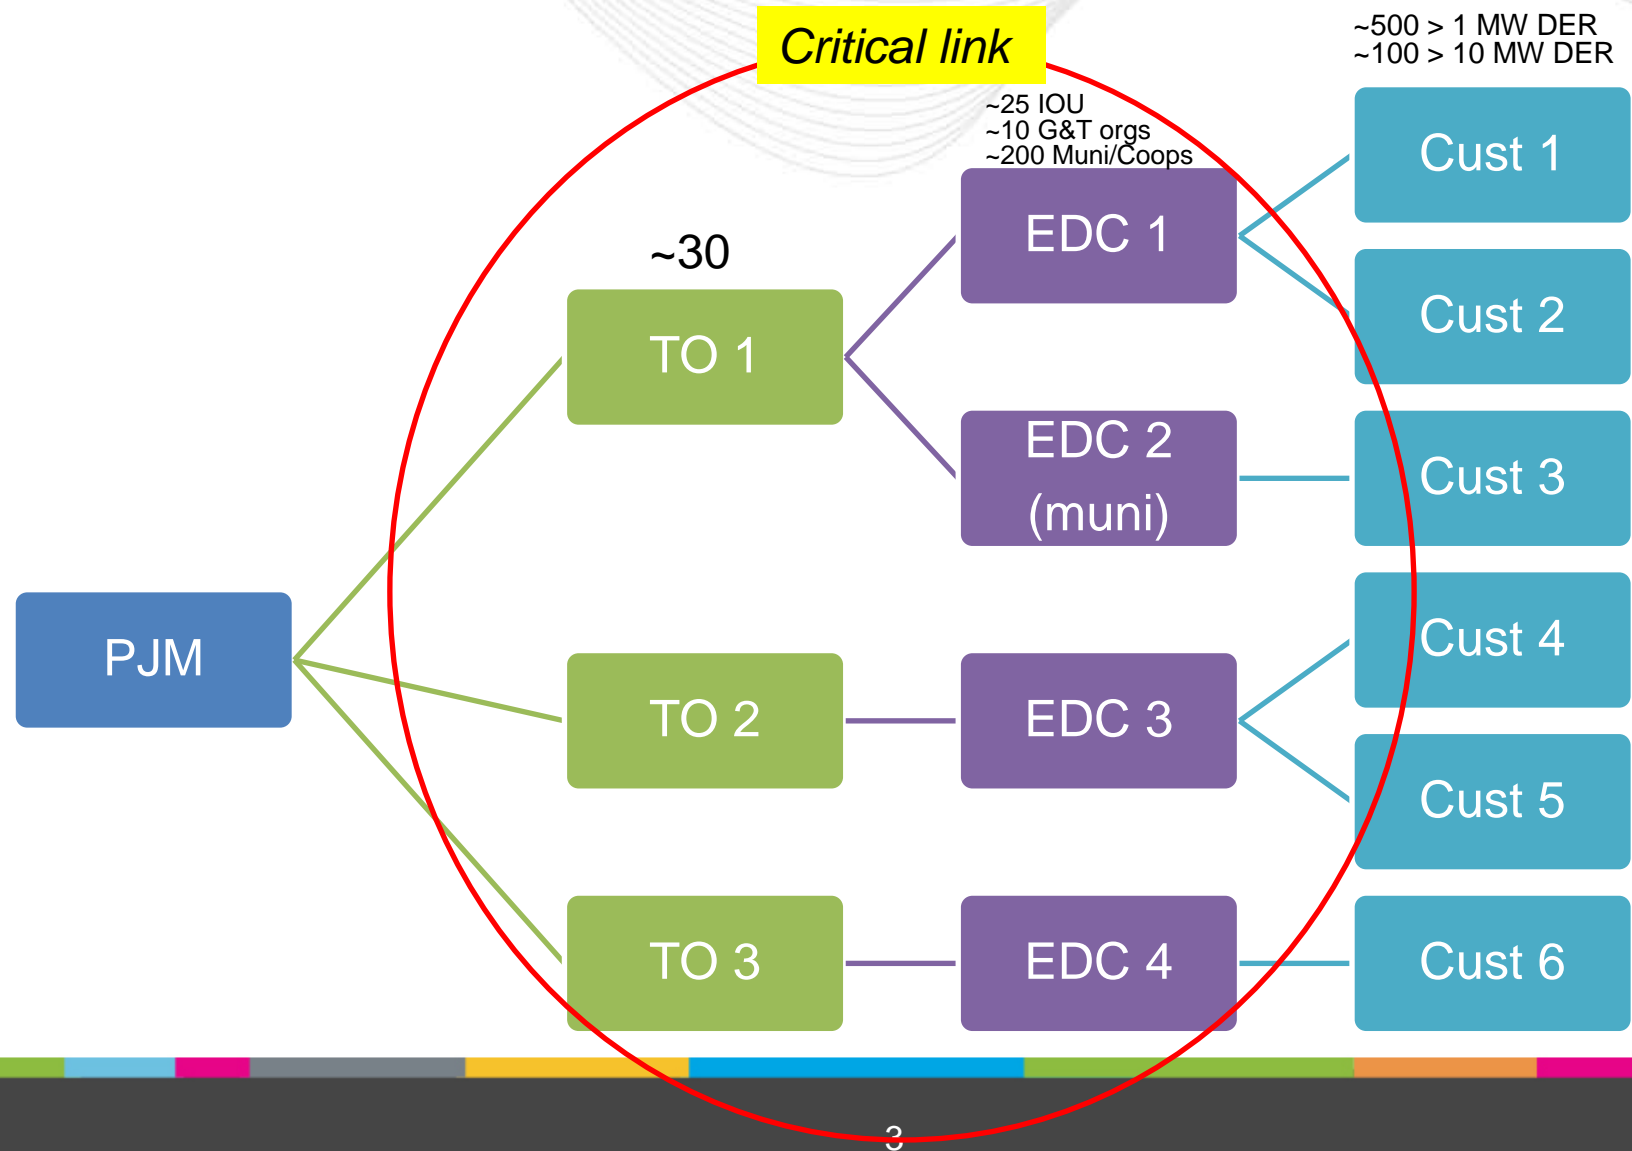 Critical link
~500 > 1 MW DER
~100 > 10 MW DER
~25 IOU
~10 G&T orgs
~200 Muni/Coops
~30
PJM
TO 1
TO 2
TO 3
EDC 1
EDC 2
(muni)
EDC 3
EDC 4
Cust 1
Cust 2
Cust 3
Cust 4
Cust 5
Cust 6
3